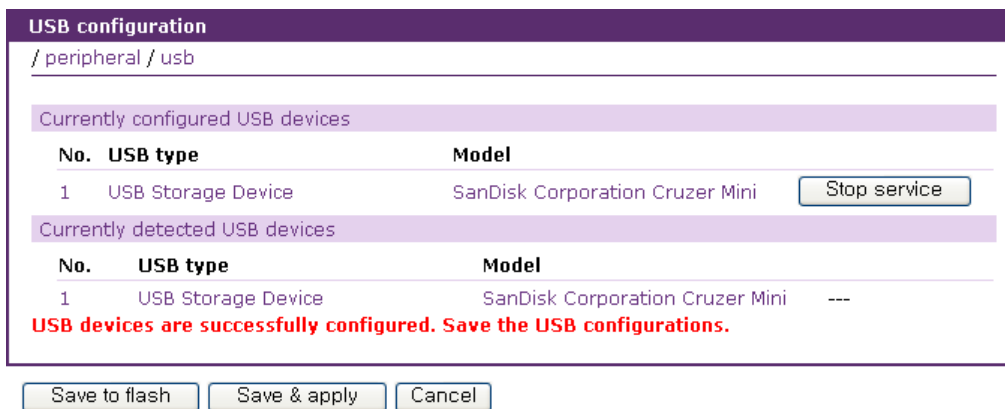 USB configuration
/ peripheral / usb
Currently configured USB devices
No. USB type Model
1 USB Storage Device SanDisk Corporation Cruzer Mini Stop service
Currently detected USB devices
No. USB type Model
1 USB Storage Device SanDisk Corporation Cruzer Mini ---
USB devices are successfully configured. Save the USB configurations.
Save to flash Save & apply Cancel